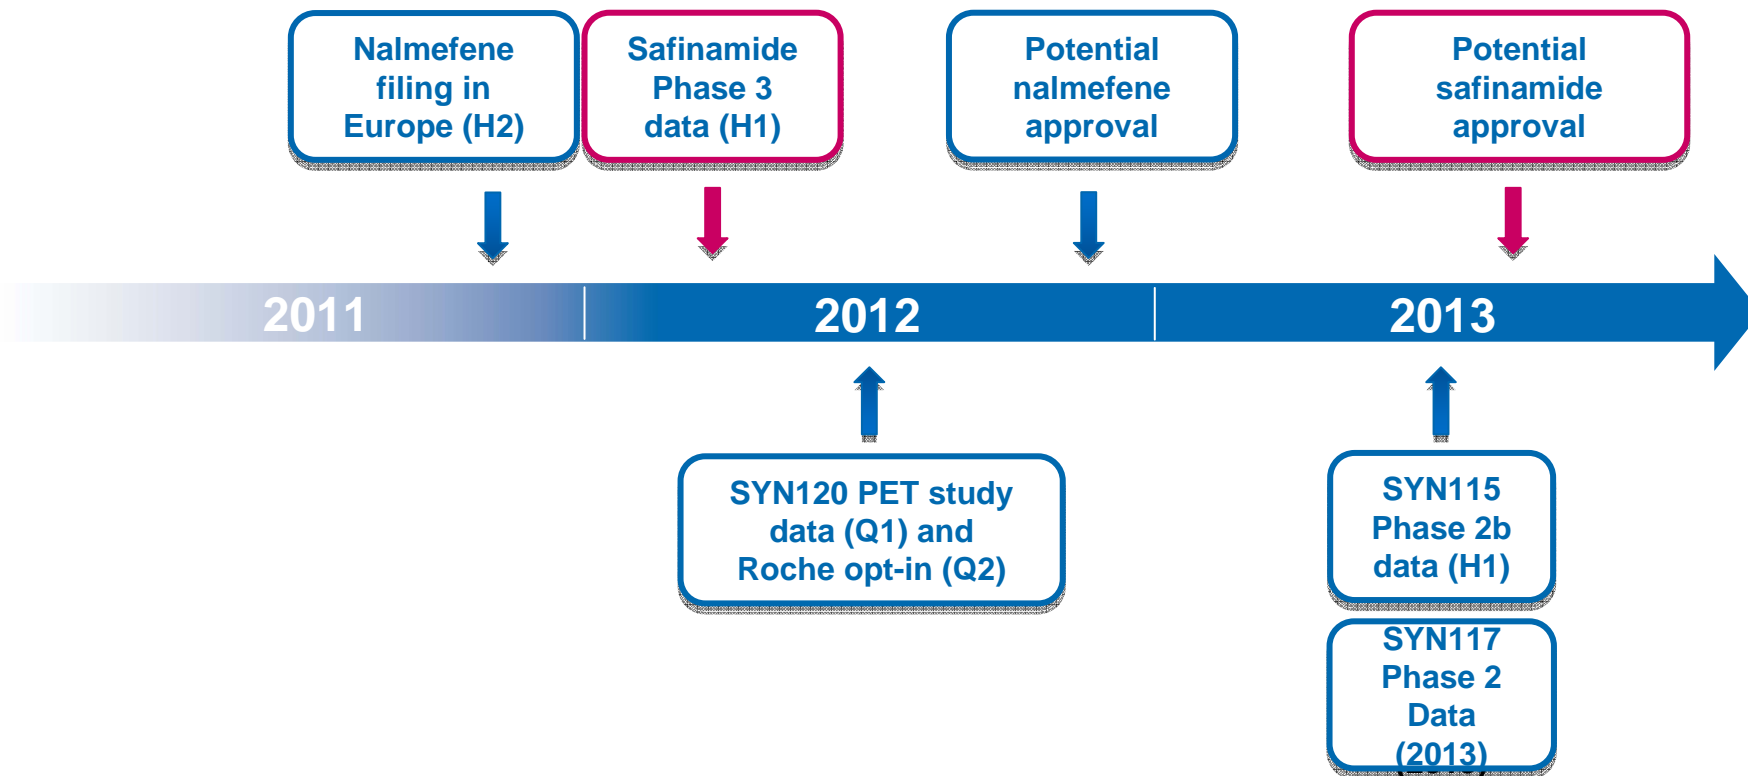 Nalmefene
filing in
Europe (H2)
Safinamide
Phase 3
data (H1)
Potential
nalmefene
approval
Potential
safinamide
approval
2011
2012
2013
SYN120 PET study
data (Q1) and
Roche opt-in (Q2)
SYN115
Phase 2b
data (H1)
SYN117
Phase 2
Data
(2013)